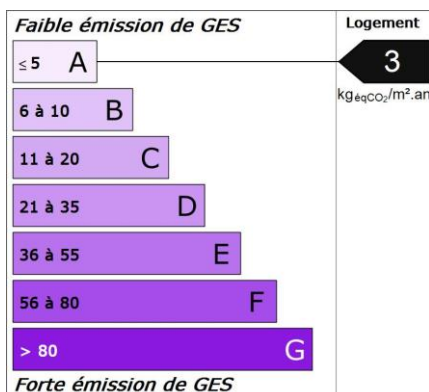 Faible émission de GES
Logement
≤ 5 A
3
kgéqCO₂/m².an
6 à 10 B
11 à 20 C
21 à 35 D
36 à 55 E
56 à 80 F
> 80 G
Forte émission de GES